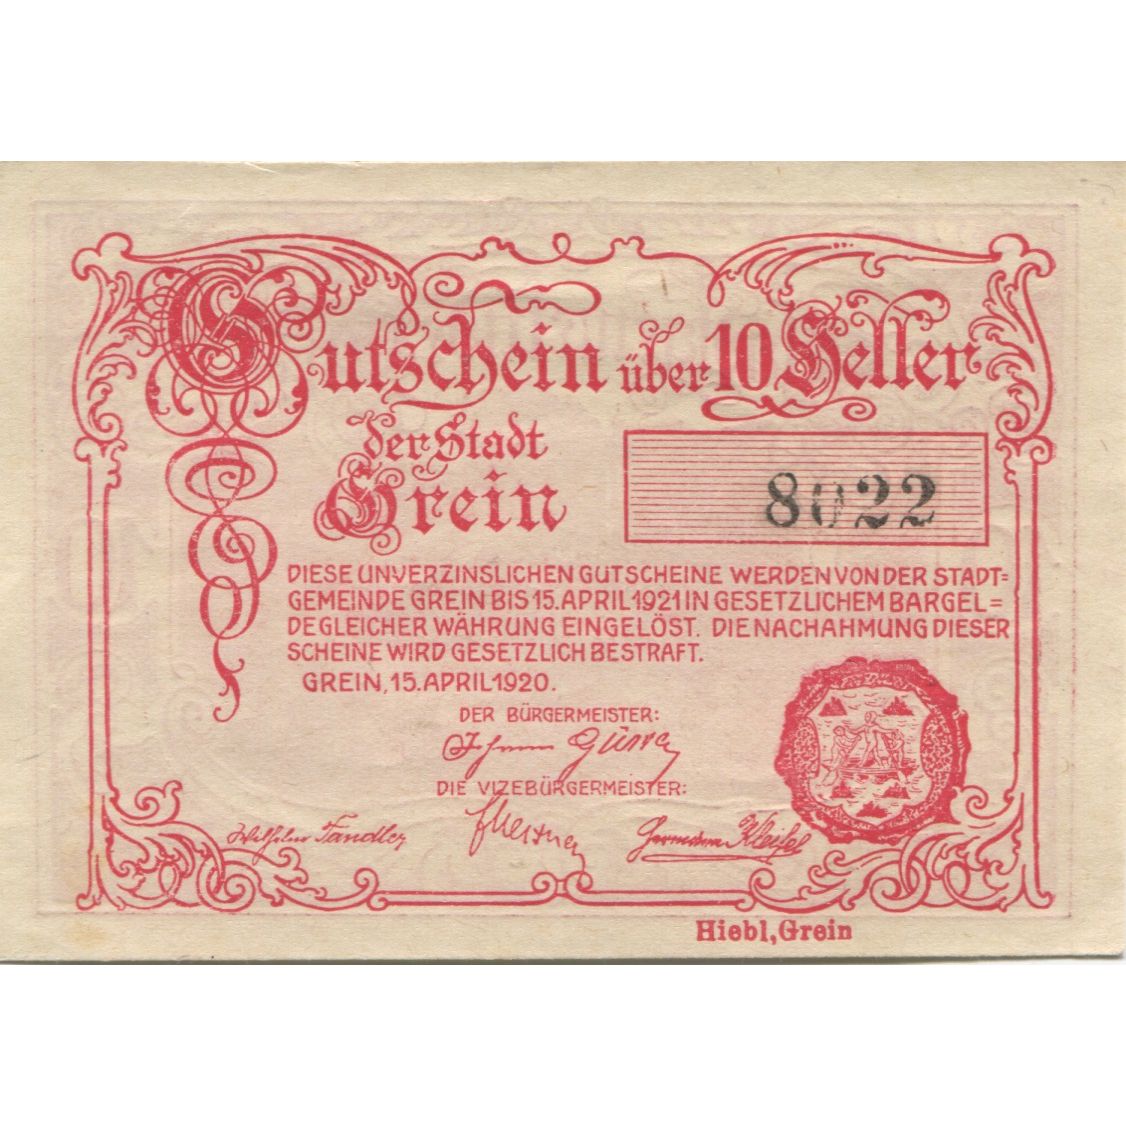 Gutschein über 10 Heller
der Stadt
Grein
8022
DIESE UNVERZINSLICHEN GUTSCHEINE WERDEN VON DER STADT=
GEMEINDE GREIN BIS 15. APRIL 1921 IN GESETZLICHEM BARGEL=
DE GLEICHER WÄHRUNG EINGELÖST. DIE NACHAHMUNG DIESER
SCHEINE WIRD GESETZLICH BESTRAFT.
GREIN, 15. APRIL 1920.
DER BÜRGERMEISTER:
DIE VIZEBÜRGERMEISTER:
Wilhelm Tandler
Hiebl, Grein